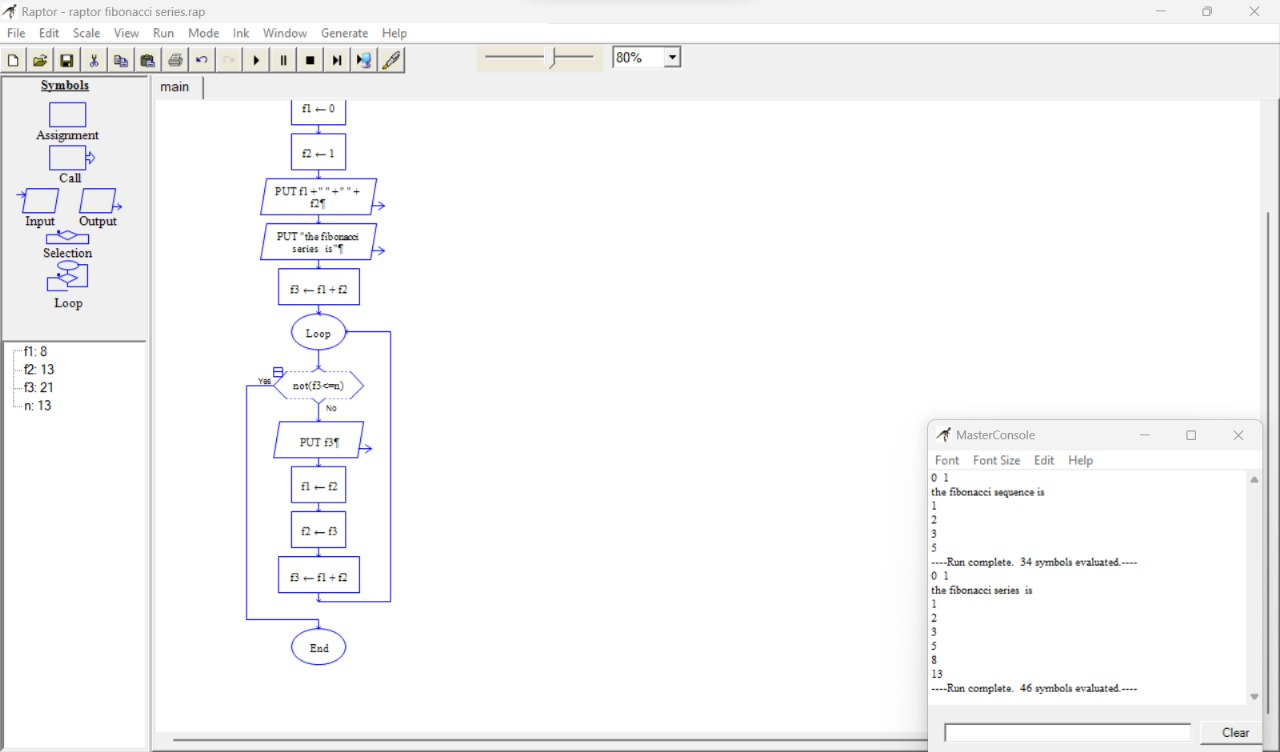 Raptor - raptor fibonacci series.rap
File Edit Scale View Run Mode Ink Window Generate Help
80%
Symbols
Assignment
Call
Input Output
Selection
Loop
f1: 8
f2: 13
f3: 21
n: 13
main
f1 ← 0
f2 ← 1
PUT f1 +" "+" "+
f2¶
PUT "the fibonacci
series  is"¶
f3 ← f1 + f2
Loop
Yes
not(f3<=n)
No
PUT f3¶
f1 ← f2
f2 ← f3
f3 ← f1 + f2
End
MasterConsole
Font Font Size Edit Help
0  1
the fibonacci sequence is
1
2
3
5
----Run complete.  34 symbols evaluated.----
0  1
the fibonacci series  is
1
2
3
5
8
13
----Run complete.  46 symbols evaluated.----
Clear